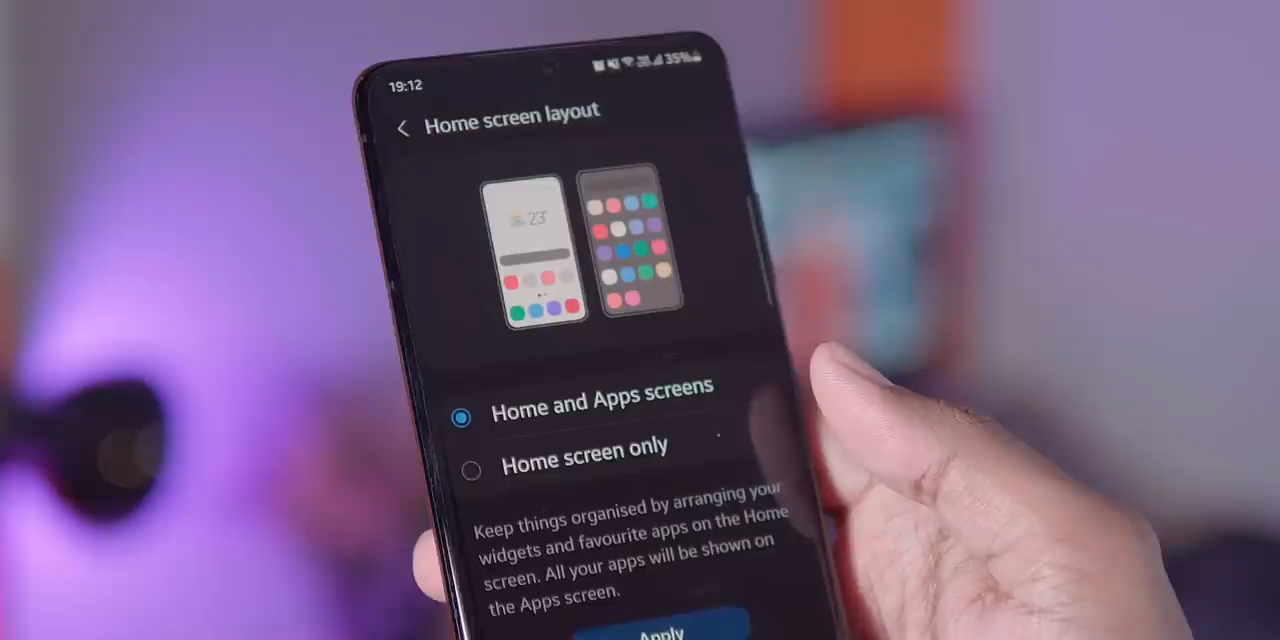 19:12
35%
Home screen layout
23°
Home and Apps screens
Home screen only
Keep things organised by arranging your
widgets and favourite apps on the Home
screen. All your apps will be shown on
the Apps screen.
Apply